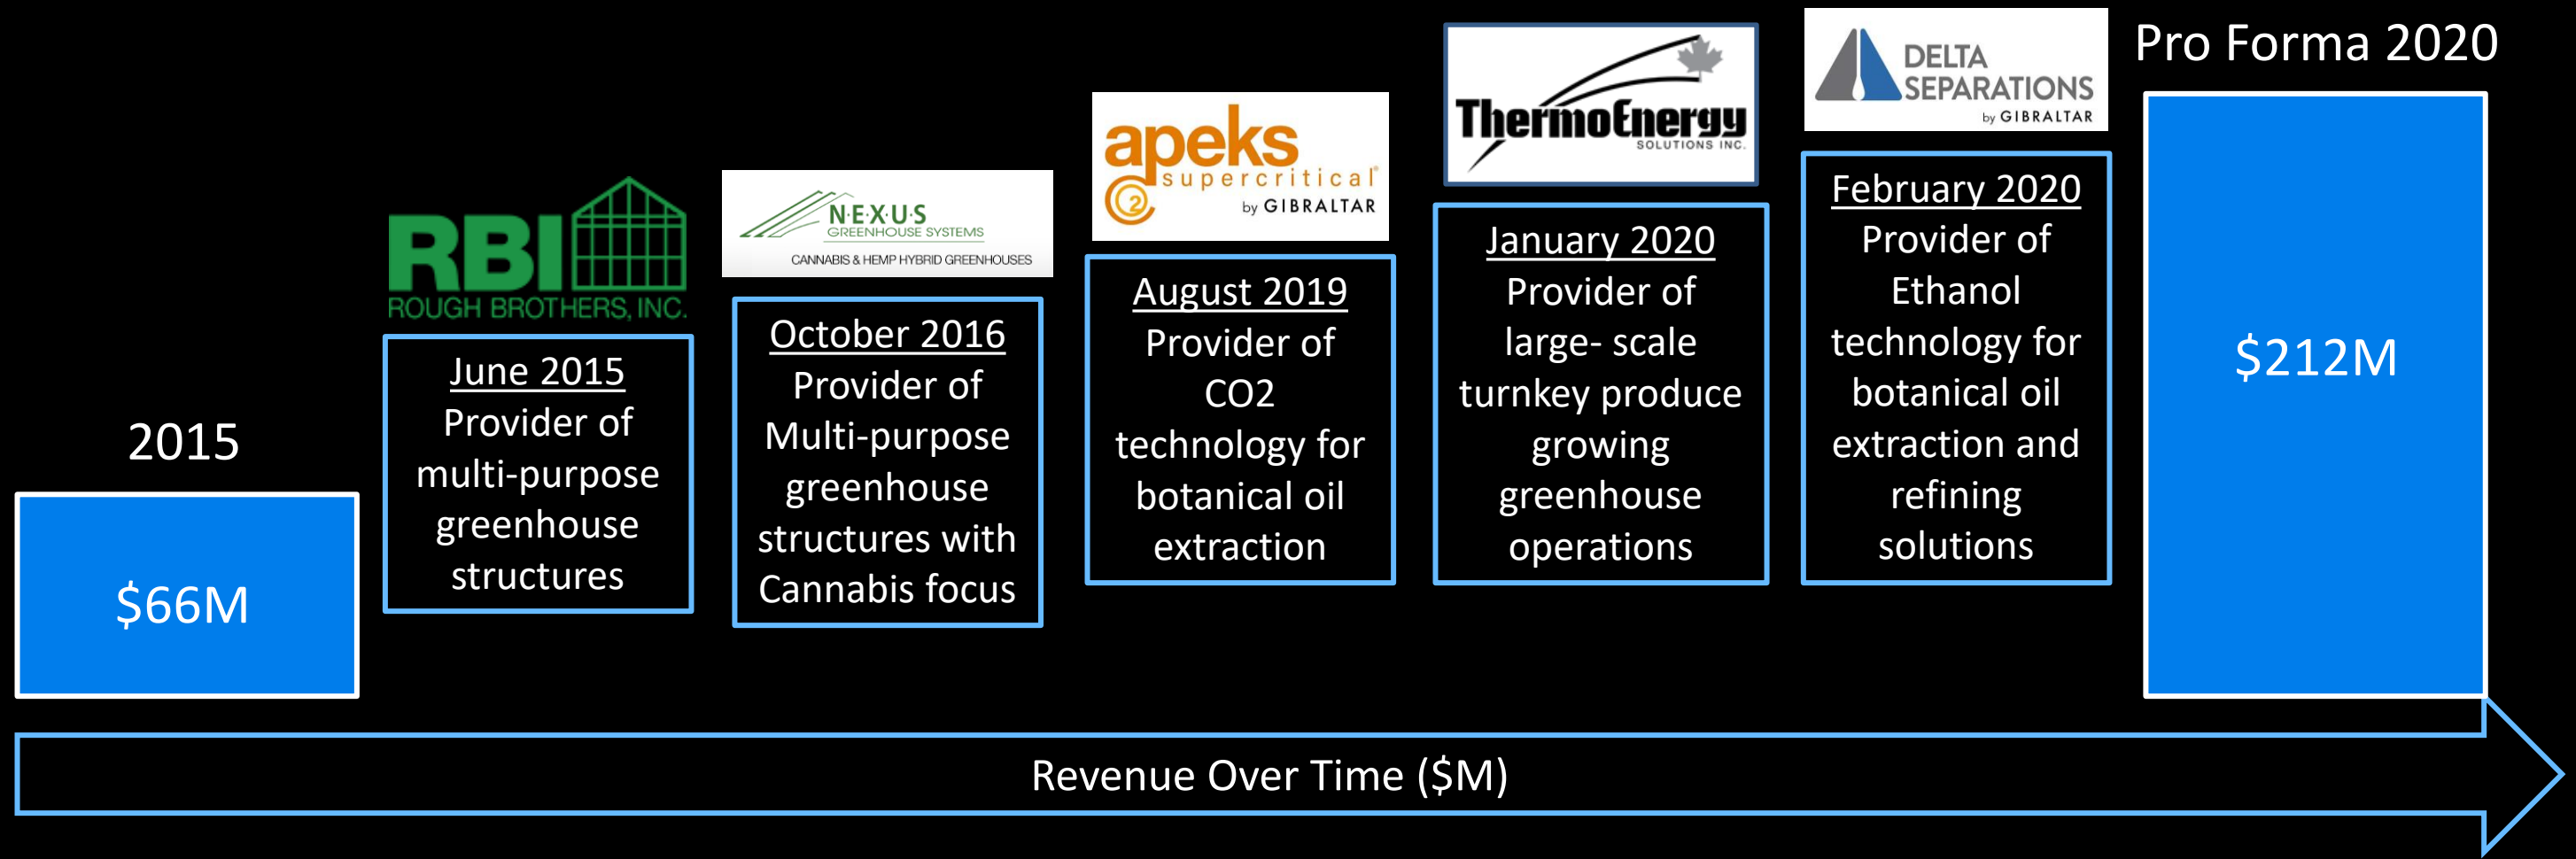 2015
$66M
RBI
ROUGH BROTHERS, INC.
June 2015
Provider of
multi-purpose
greenhouse
structures
N·E·X·U·S
GREENHOUSE SYSTEMS
CANNABIS & HEMP HYBRID GREENHOUSES
October 2016
Provider of
Multi-purpose
greenhouse
structures with
Cannabis focus
apeks
supercritical®
2
by GIBRALTAR
August 2019
Provider of
CO2
technology for
botanical oil
extraction
ThermoEnergy
SOLUTIONS INC.
January 2020
Provider of
large- scale
turnkey produce
growing
greenhouse
operations
DELTA
SEPARATIONS
by GIBRALTAR
February 2020
Provider of
Ethanol
technology for
botanical oil
extraction and
refining
solutions
Pro Forma 2020
$212M
Revenue Over Time ($M)